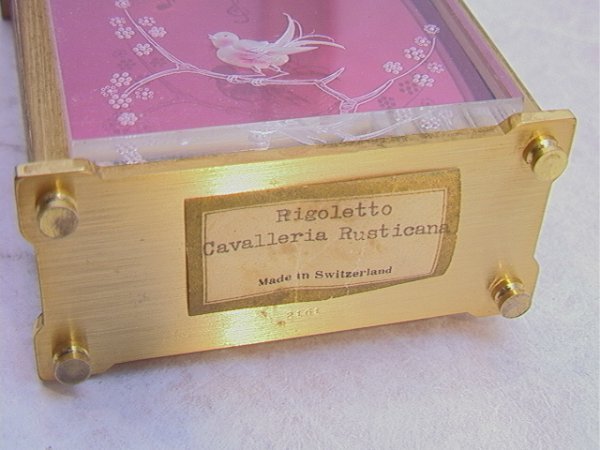 Rigoletto
Cavalleria Rusticana
Made in Switzerland